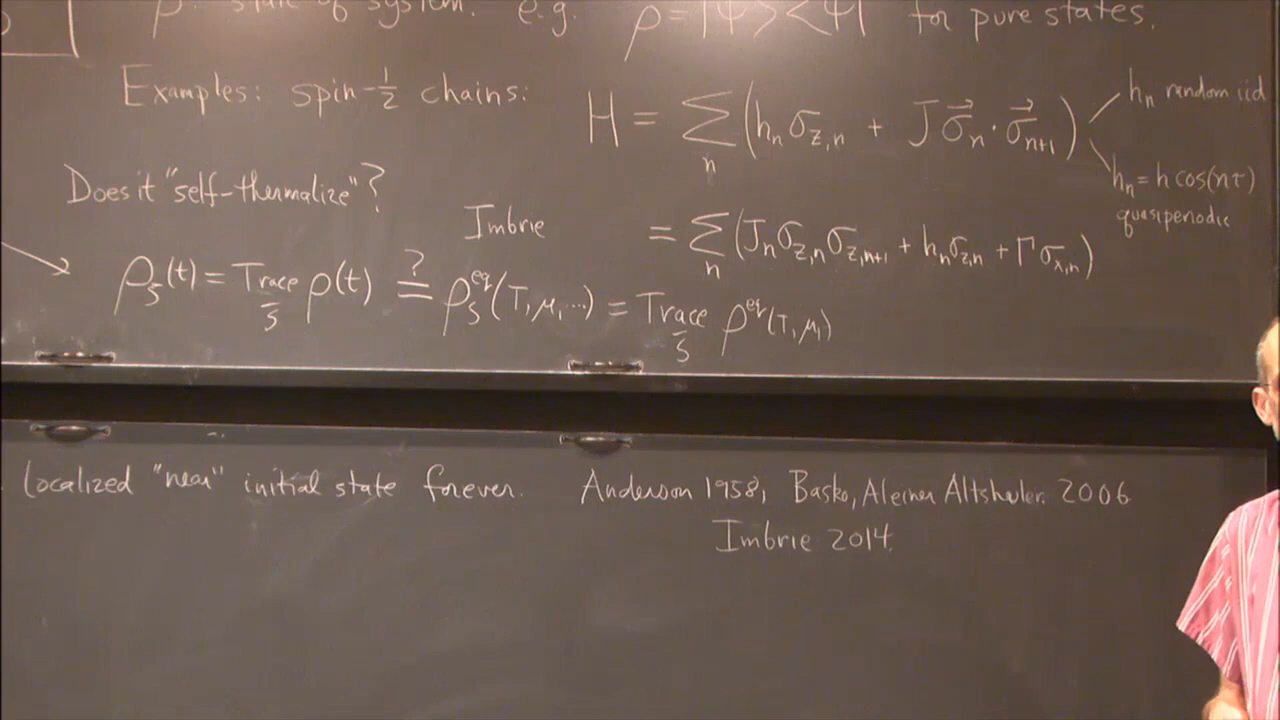 ρ: state of system. e.g. ρ = |Ψ><Ψ| for pure states.
Examples: spin-½ chains:
H = Σ_n (h_n σ_{z,n} + J σ⃗_n · σ⃗_{n+1})
h_n random iid
h_n = h cos(nτ)
quasiperiodic
Does it "self-thermalize"?
Imbrie = Σ_n (J_n σ_{z,n} σ_{z,n+1} + h_n σ_{z,n} + Γ σ_{x,n})
ρ_S(t) = Trace_{S̄} ρ(t) ≟ ρ_S^{eq}(T, μ, ...) = Trace_{S̄} ρ^{eq}(T, μ,)
Localized "near" initial state forever. Anderson 1958, Basko, Aleiner Altshuler. 2006
Imbrie 2014.